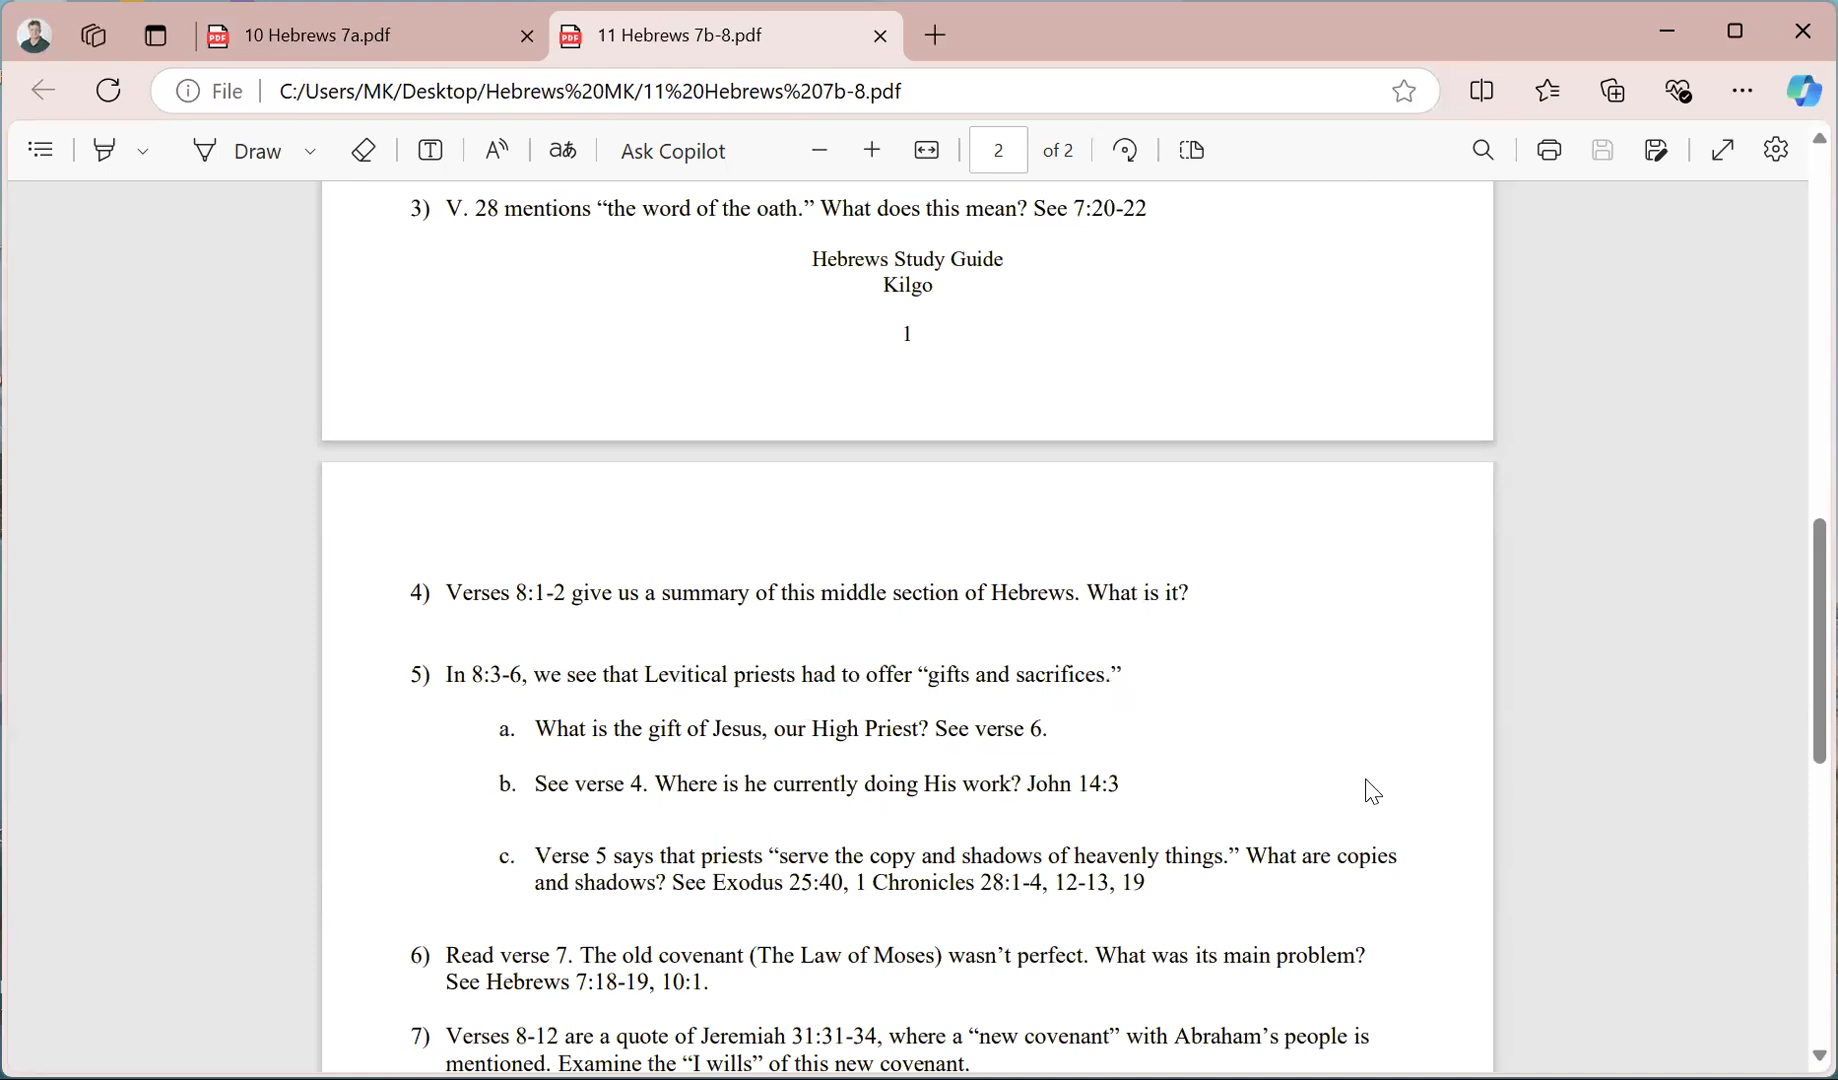 10 Hebrews 7a.pdf
11 Hebrews 7b-8.pdf
File
C:/Users/MK/Desktop/Hebrews%20MK/11%20Hebrews%207b-8.pdf
Draw
Ask Copilot
2
of 2
3) V. 28 mentions “the word of the oath.” What does this mean? See 7:20-22
Hebrews Study Guide
Kilgo
1
4) Verses 8:1-2 give us a summary of this middle section of Hebrews. What is it?
5) In 8:3-6, we see that Levitical priests had to offer “gifts and sacrifices.”
a. What is the gift of Jesus, our High Priest? See verse 6.
b. See verse 4. Where is he currently doing His work? John 14:3
c. Verse 5 says that priests “serve the copy and shadows of heavenly things.” What are copies
and shadows? See Exodus 25:40, 1 Chronicles 28:1-4, 12-13, 19
6) Read verse 7. The old covenant (The Law of Moses) wasn’t perfect. What was its main problem?
See Hebrews 7:18-19, 10:1.
7) Verses 8-12 are a quote of Jeremiah 31:31-34, where a “new covenant” with Abraham’s people is
mentioned. Examine the “I wills” of this new covenant.